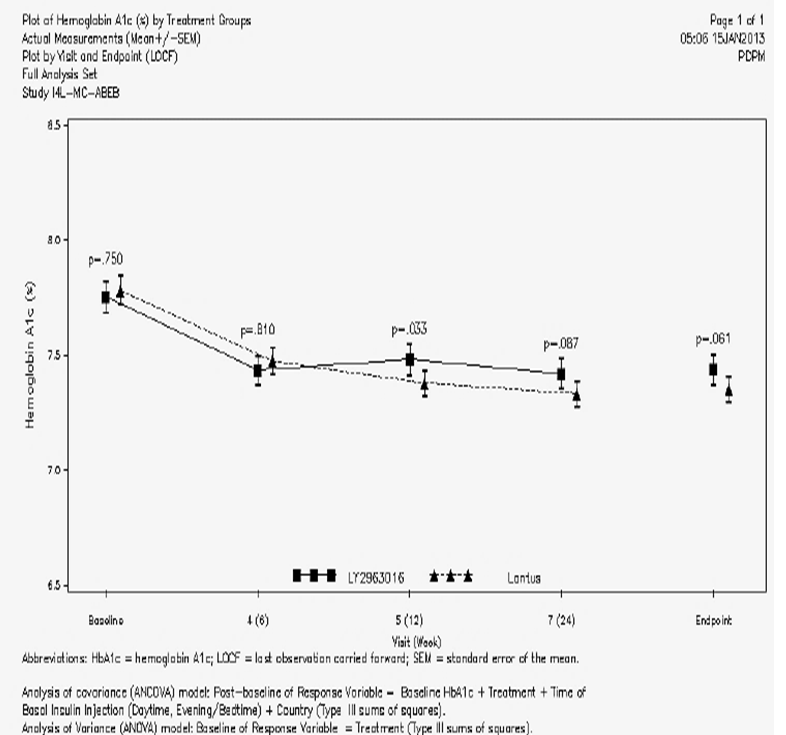 Plot of Hemoglobin A1c (%) by Treatment Groups
Page 1 of 1
Actual Measurements (Mean+/-SEM)
05:06 15JAN2013
Plot by Visit and Endpoint (LOCF)
PDPM
Full Analysis Set
Study I4L-MC-ABEB
8.5
8.0
7.5
7.0
6.5
Hemoglobin A1c (%)
p=.750
p=.810
p=.033
p=.087
p=.061
LY2963016 Lantus
Baseline 4 (6) 5 (12) 7 (24) Endpoint
Visit (Week)
Abbreviations: HbA1c = hemoglobin A1c; LOCF = last observation carried forward; SEM = standard error of the mean.
Analysis of covariance (ANCOVA) model: Post-baseline of Response Variable = Baseline HbA1c + Treatment + Time of
Basal Insulin Injection (Daytime, Evening/Bedtime) + Country (Type III sums of squares).
Analysis of Variance (ANOVA) model: Baseline of Response Variable = Treatment (Type III sums of squares).